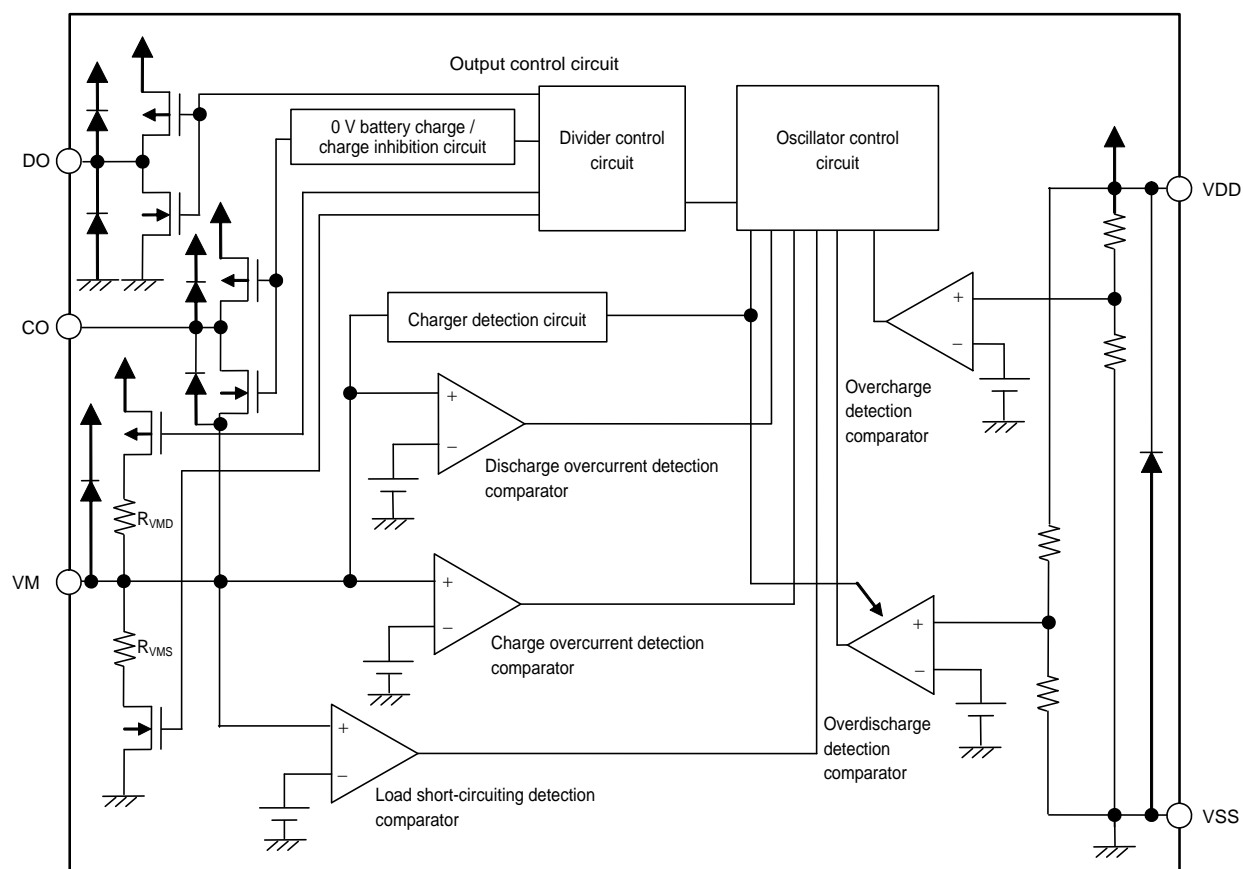 Output control circuit
0 V battery charge /
charge inhibition circuit
Divider control
circuit
Oscillator control
circuit
DO
VDD
CO
Charger detection circuit
+
−
Overcharge
detection
comparator
+
−
Discharge overcurrent detection
comparator
RVMD
VM
+
−
Charge overcurrent detection
comparator
+
−
RVMS
Overdischarge
detection
comparator
+
−
Load short-circuiting detection
comparator
VSS